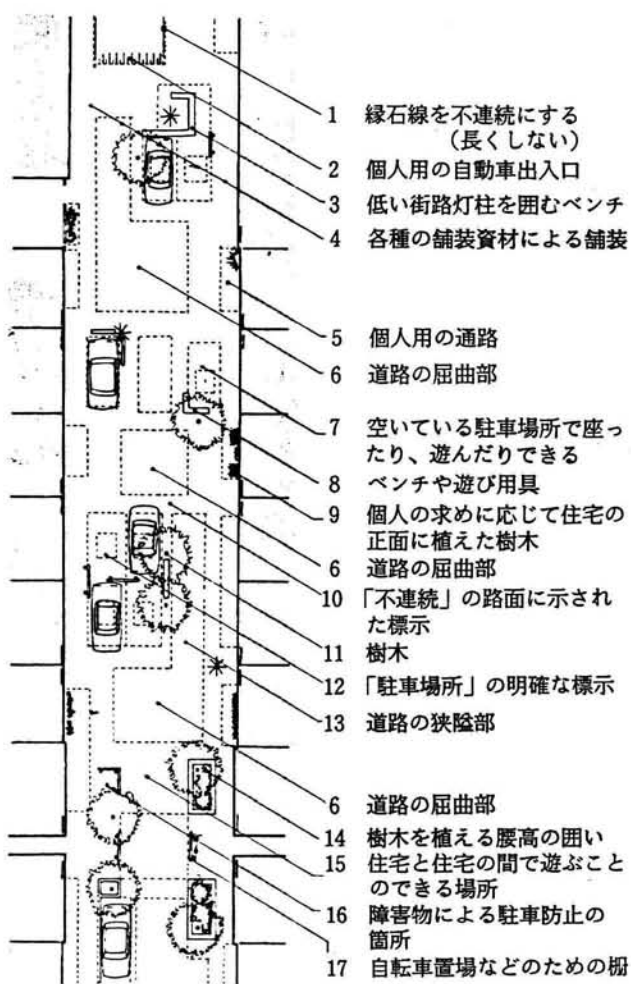 1 縁石線を不連続にする
（長くしない）
2 個人用の自動車出入口
3 低い街路灯柱を囲むベンチ
4 各種の舗装資材による舗装
5 個人用の通路
6 道路の屈曲部
7 空いている駐車場所で座っ
たり、遊んだりできる
8 ベンチや遊び用具
9 個人の求めに応じて住宅の
正面に植えた樹木
6 道路の屈曲部
10 「不連続」の路面に示され
た標示
11 樹木
12 「駐車場所」の明確な標示
13 道路の狭隘部
6 道路の屈曲部
14 樹木を植える腰高の囲い
15 住宅と住宅の間で遊ぶこと
のできる場所
16 障害物による駐車防止の
箇所
17 自転車置場などのための柵